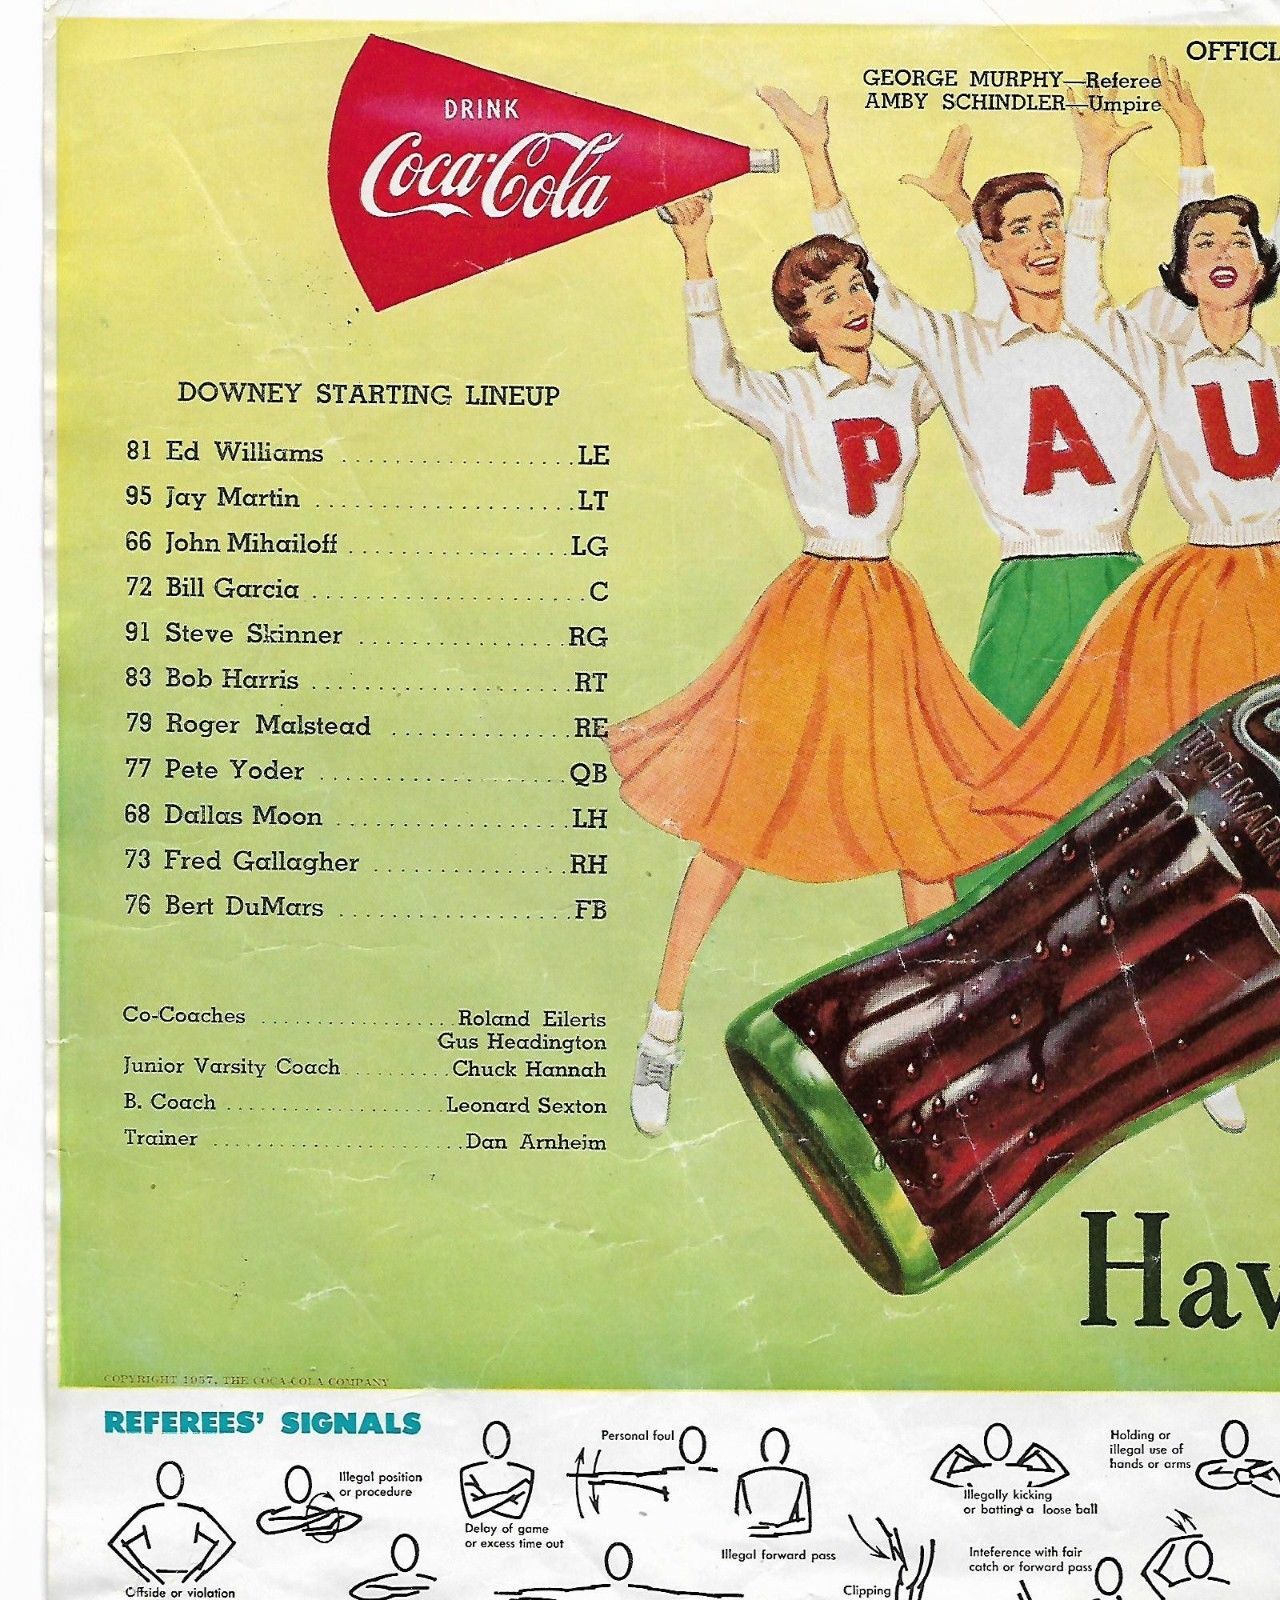 OFFICI
GEORGE MURPHY—Referee
AMBY SCHINDLER—Umpire
DRINK
Coca-Cola
P A U
DOWNEY STARTING LINEUP
81 Ed Williams ................... LE
95 Jay Martin ..................... LT
66 John Mihailoff ................. LG
72 Bill Garcia ....................... C
91 Steve Skinner ................ RG
83 Bob Harris ..................... RT
79 Roger Malstead .............. RE
77 Pete Yoder ..................... QB
68 Dallas Moon ................... LH
73 Fred Gallagher ................ RH
76 Bert DuMars ................... FB
Co-Coaches ................... Roland Eilerts
Gus Headington
Junior Varsity Coach ......... Chuck Hannah
B. Coach ..................... Leonard Sexton
Trainer ....................... Dan Arnheim
TRADE MARK
Hav
COPYRIGHT 1957, THE COCA-COLA COMPANY
REFEREES' SIGNALS
Personal foul
Holding or
illegal use of
hands or arms
Illegal position
or procedure
Illegally kicking
or batting a loose ball
Delay of game
or excess time out
Illegal forward pass
Inteference with fair
catch or forward pass
Offside or violation
Clipping